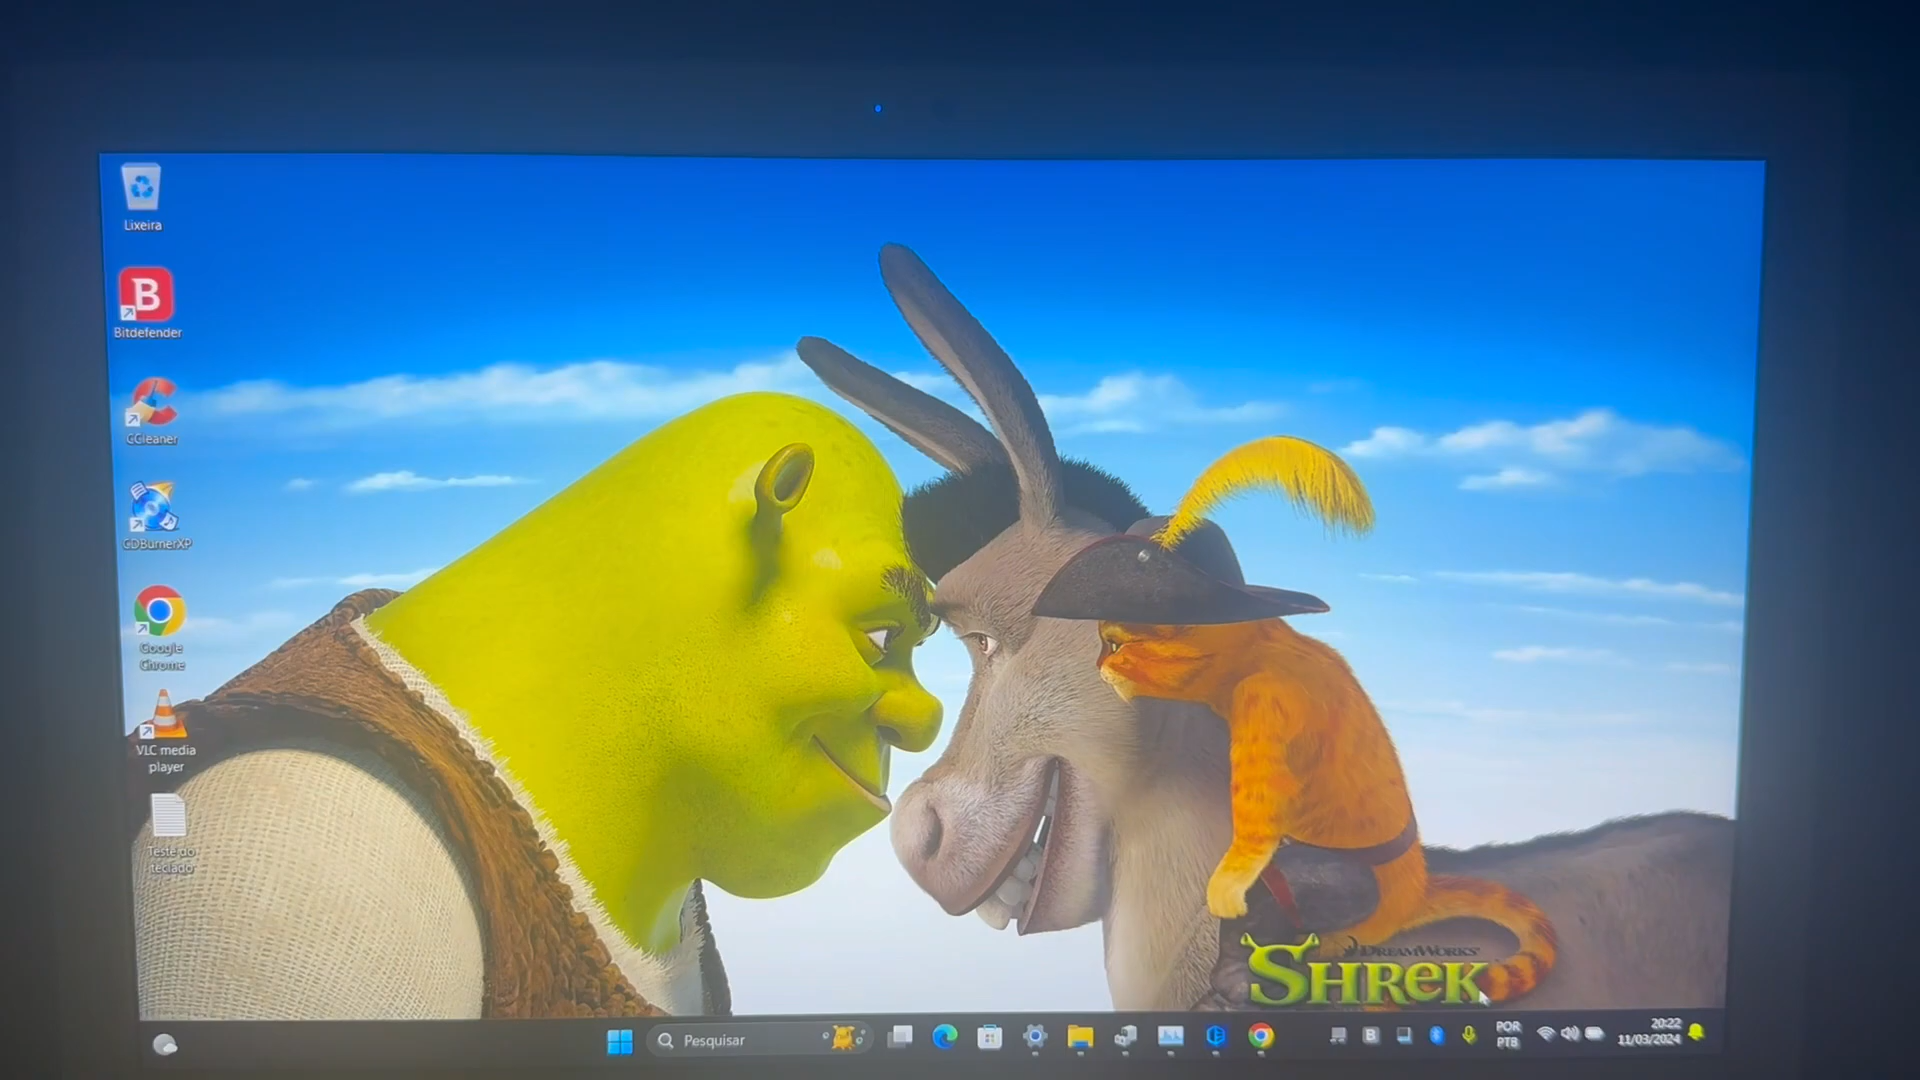 Lixeira
Bitdefender
CCleaner
CDBurnerXP
Google
Chrome
VLC media
player
Teste do
teclado
DREAMWORKS
SHREK
Pesquisar
POR
PTB
20:22
11/03/2024